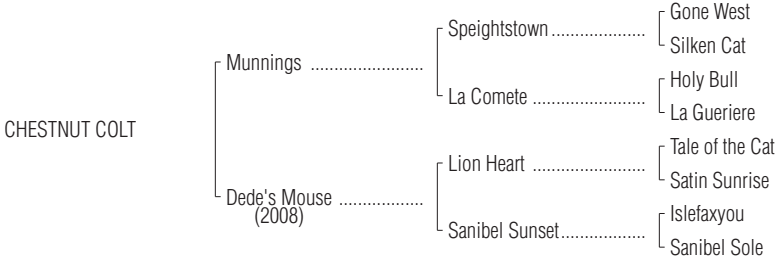 Gone West
Speightstown ....................
Silken Cat
Munnings ........................
Holy Bull
La Comete ........................
La Gueriere
CHESTNUT COLT
Tale of the Cat
Lion Heart ........................
Satin Sunrise
Dede's Mouse ..................
(2008)
Islefaxyou
Sanibel Sunset..................
Sanibel Sole